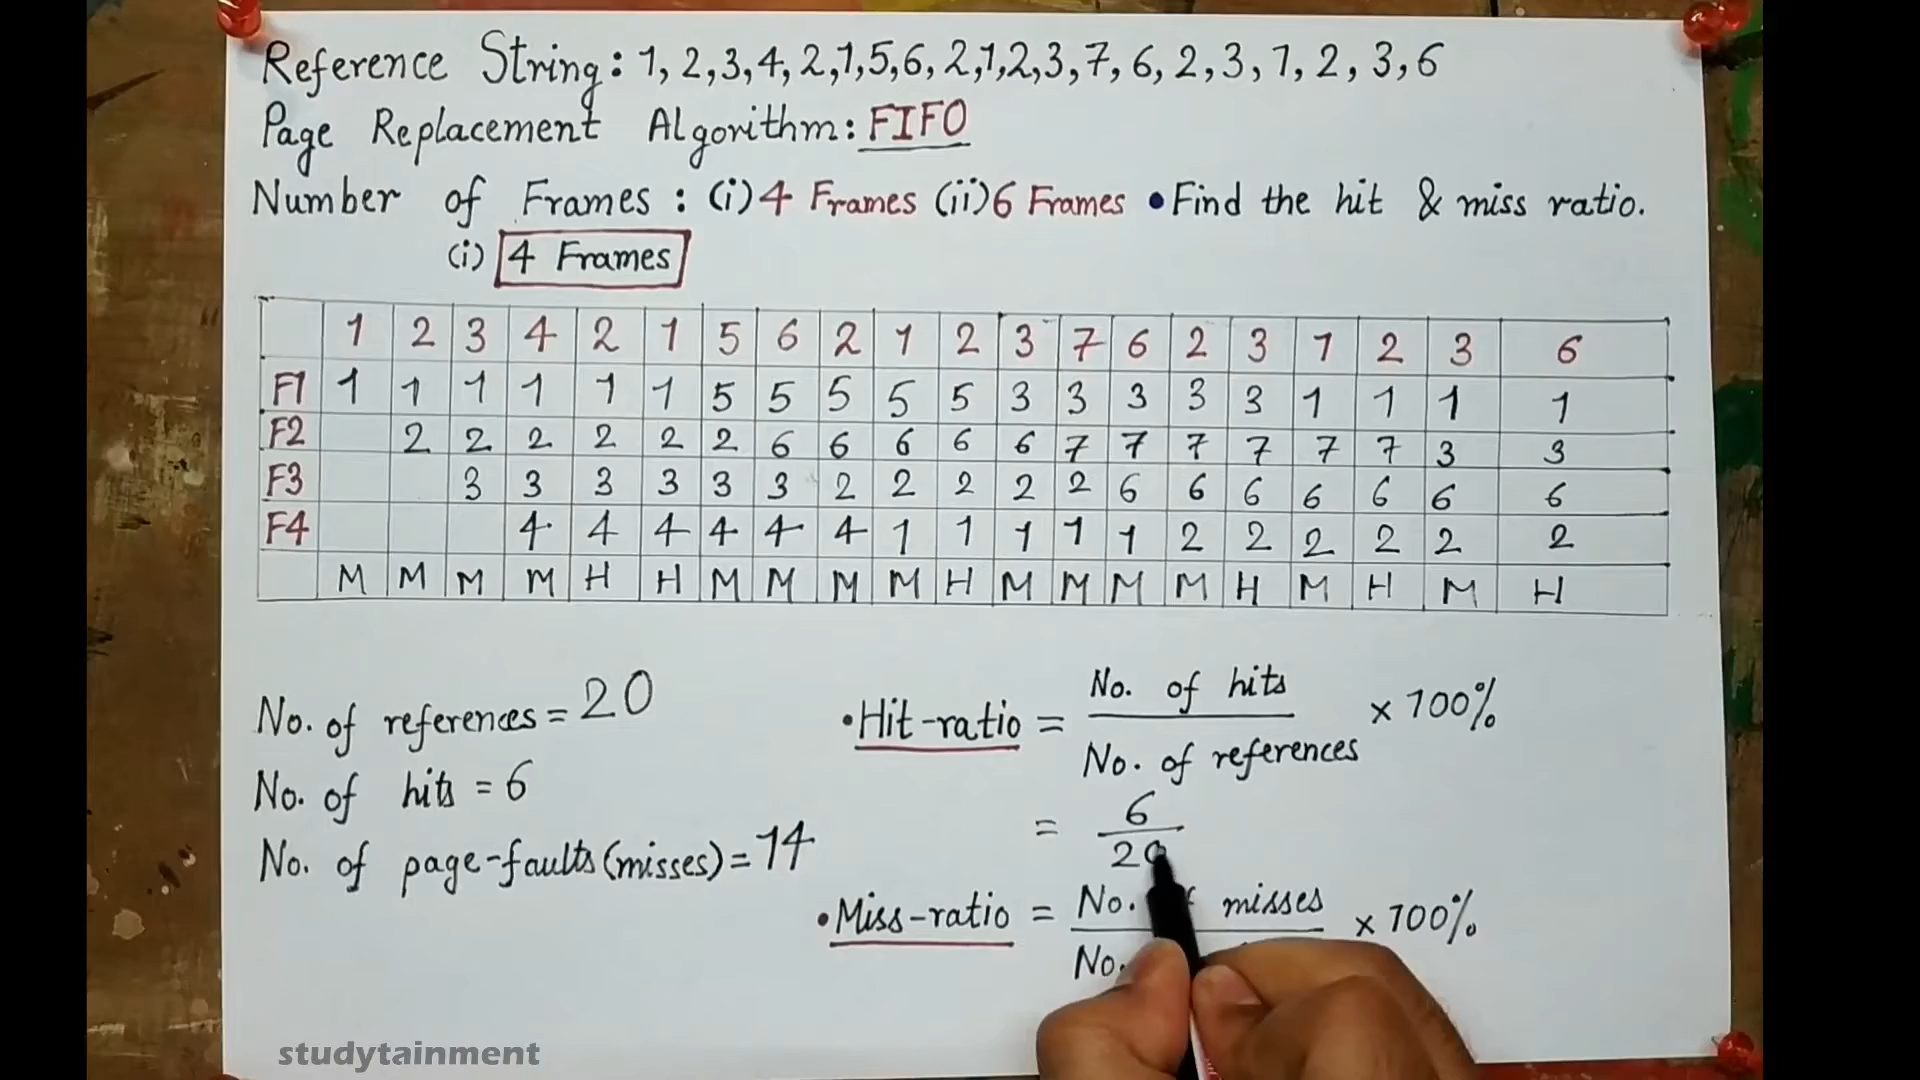 Reference String: 1, 2, 3, 4, 2, 1, 5, 6, 2, 1, 2, 3, 7, 6, 2, 3, 1, 2, 3, 6
Page Replacement Algorithm: FIFO
Number of Frames: (i) 4 Frames (ii) 6 Frames • Find the hit & miss ratio.
(i) 4 Frames
1 2 3 4 2 1 5 6 2 1 2 3 7 6 2 3 1 2 3 6
F1 1 1 1 1 1 1 5 5 5 5 5 3 3 3 3 3 1 1 1 1
F2 2 2 2 2 2 2 6 6 6 6 6 7 7 7 7 7 7 3 3
F3 3 3 3 3 3 3 2 2 2 2 2 6 6 6 6 6 6 6
F4 4 4 4 4 4 4 1 1 1 1 1 2 2 2 2 2 2
M M M M H H M M M M H M M M M H M H M H
No. of references = 20
No. of hits = 6
No. of page-faults (misses) = 14
• Hit-ratio = No. of hits
No. of references × 100%
= 6
20
• Miss-ratio = No. misses
No. × 100%
studytainment